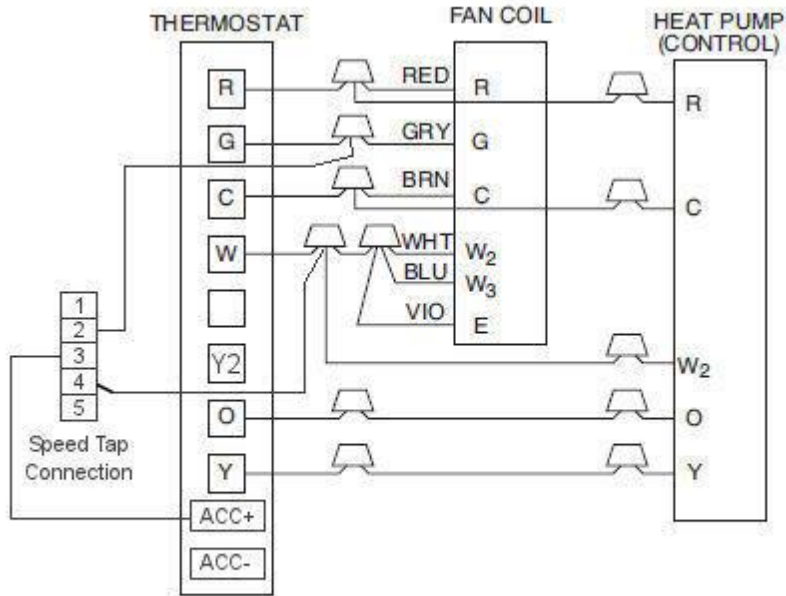 THERMOSTAT
FAN COIL
HEAT PUMP
(CONTROL)
R
RED
R
R
G
GRY
G
C
BRN
C
C
W
WHT
W2
BLU
W3
VIO
E
1
2
3
4
5
Speed Tap
Connection
Y2
W2
O
O
Y
Y
ACC+
ACC-